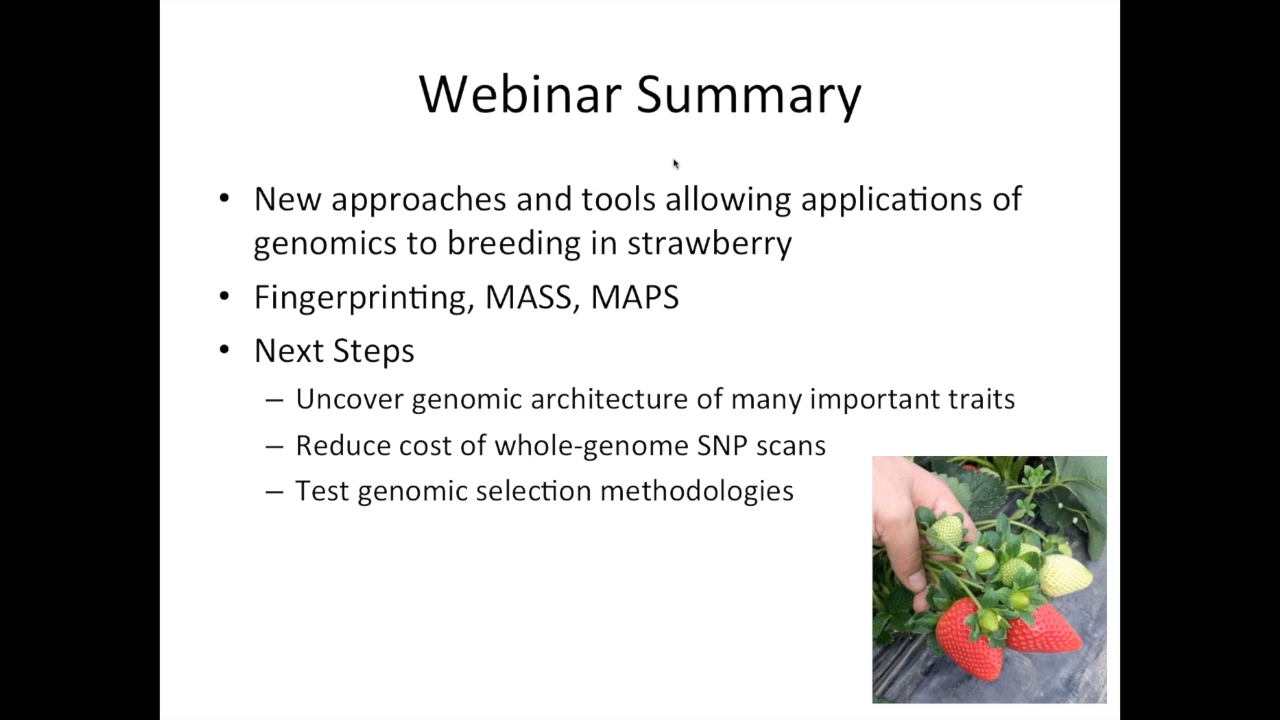 Webinar Summary
• New approaches and tools allowing applications of
genomics to breeding in strawberry
• Fingerprinting, MASS, MAPS
• Next Steps
– Uncover genomic architecture of many important traits
– Reduce cost of whole-genome SNP scans
– Test genomic selection methodologies